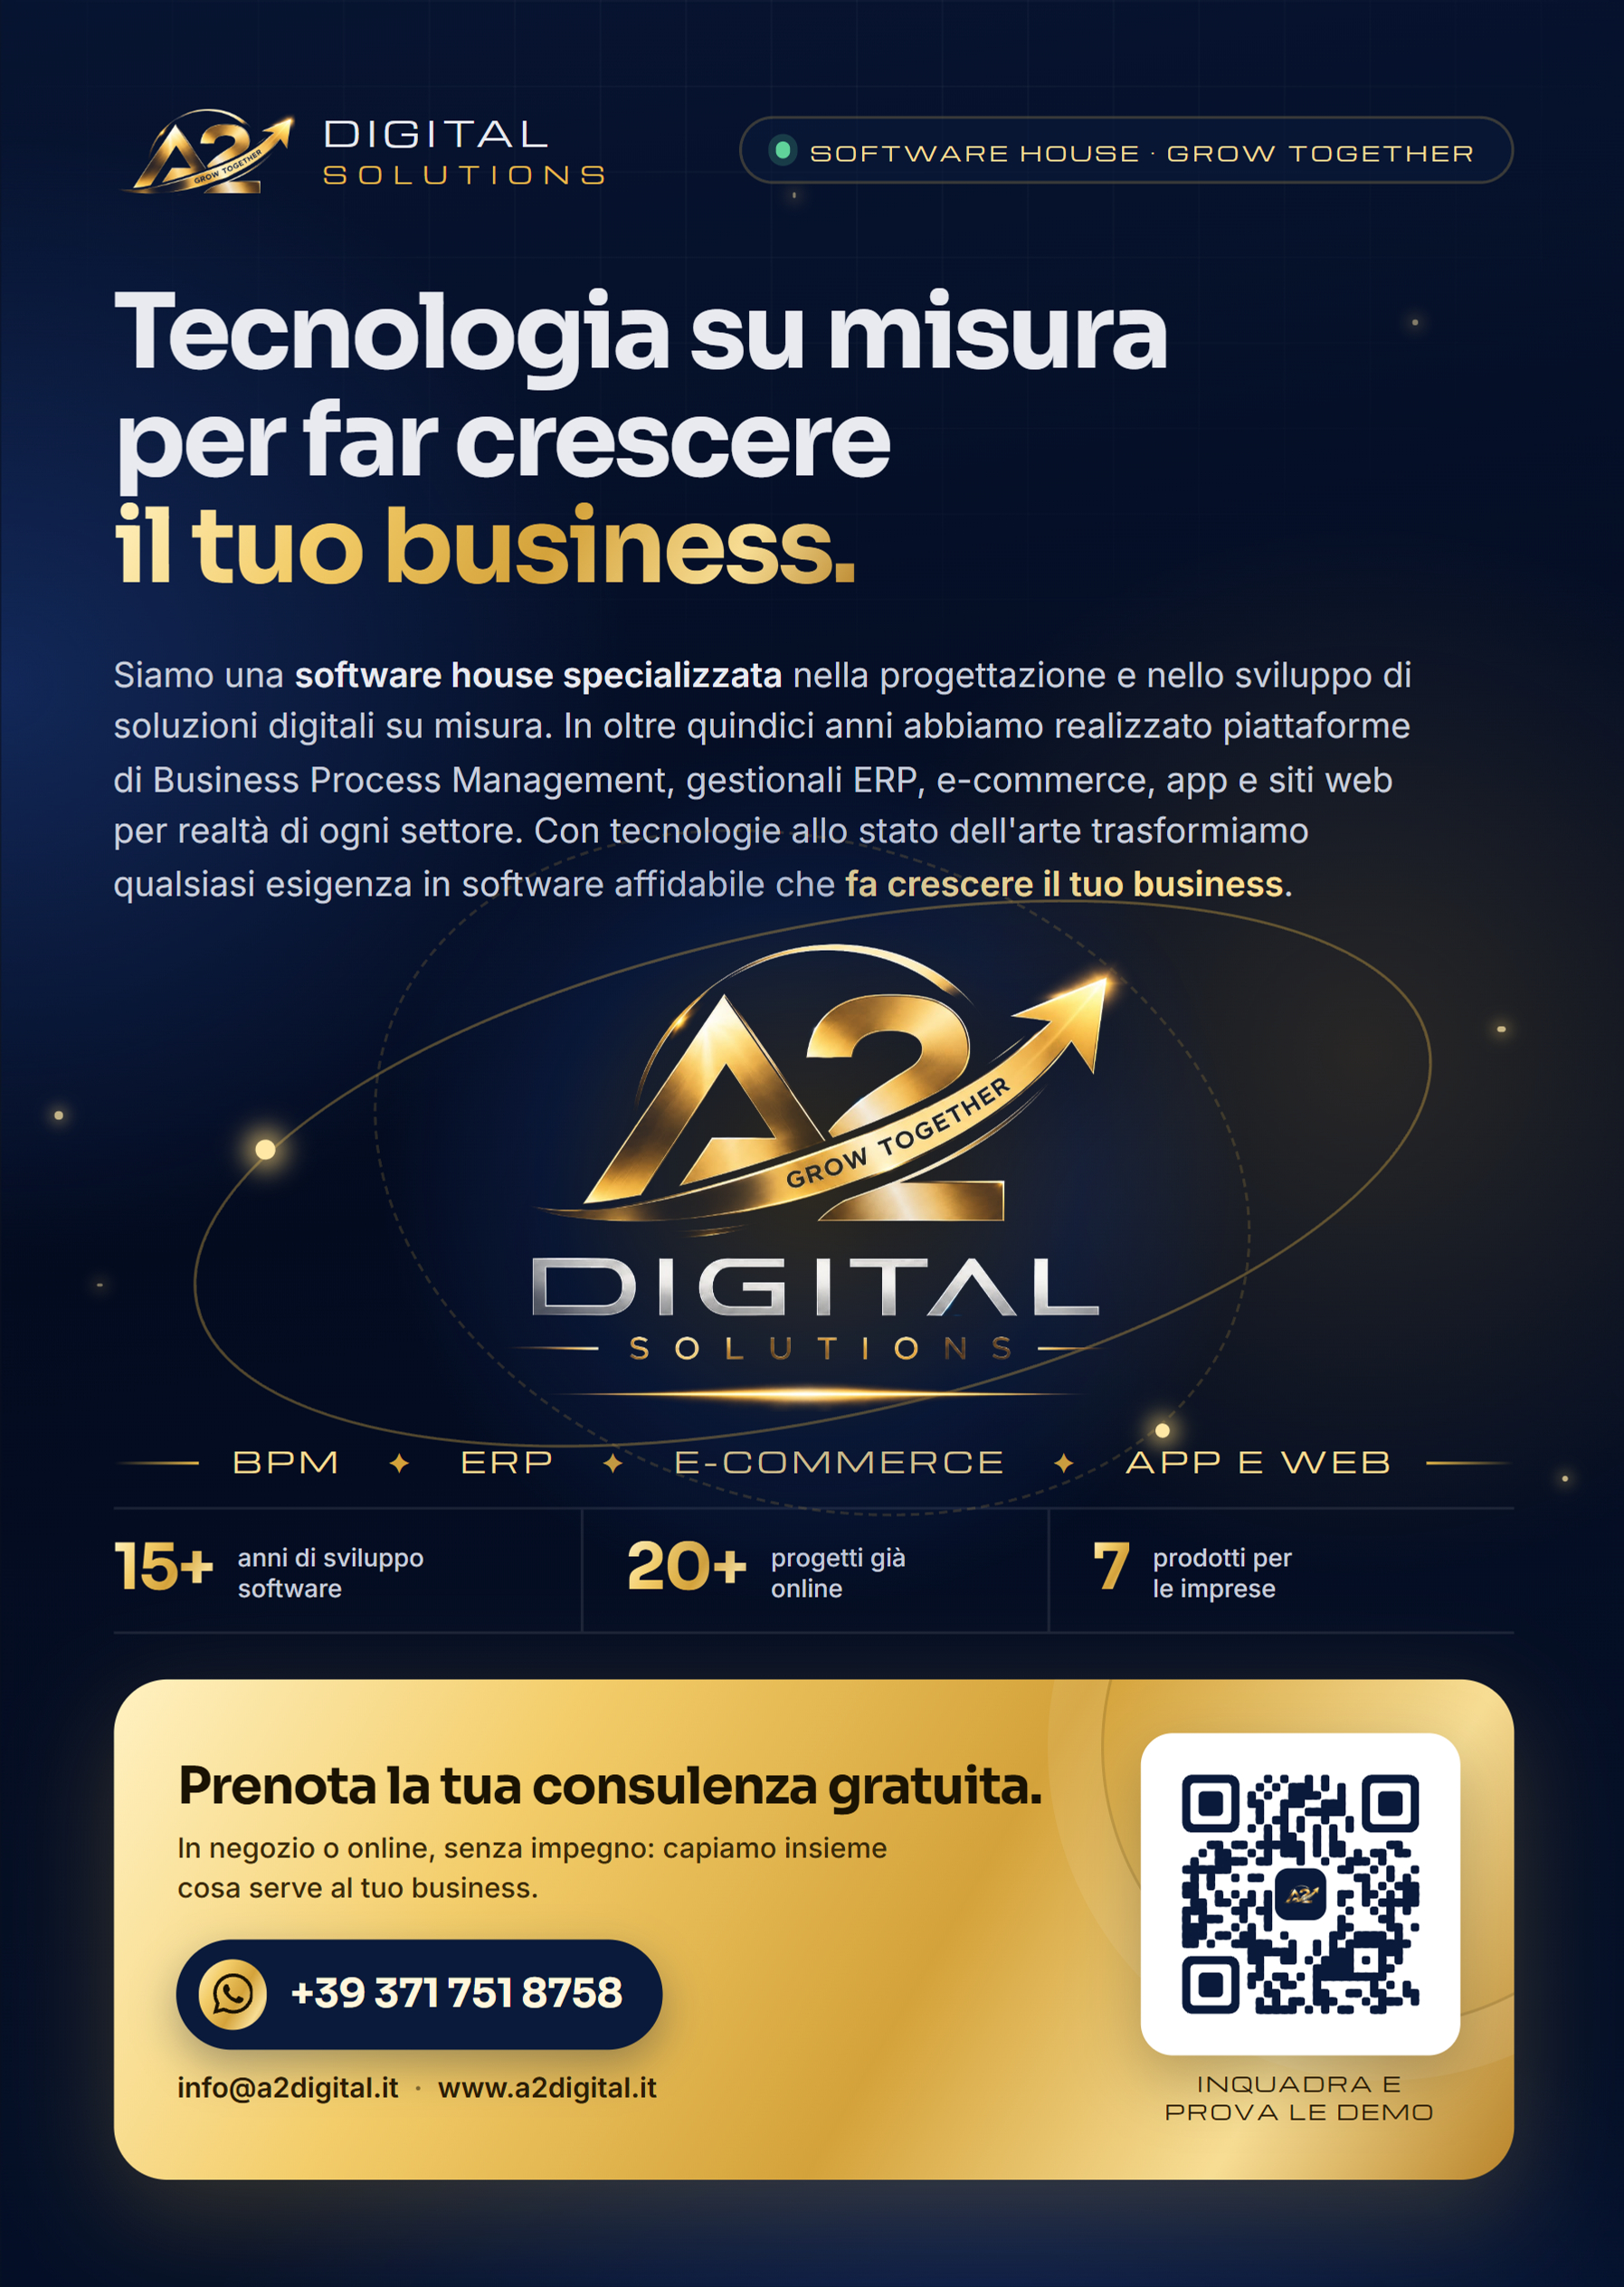 A2
GROW TOGETHER
DIGITAL
SOLUTIONS
SOFTWARE HOUSE · GROW TOGETHER
Tecnologia su misura
per far crescere
il tuo business.
Siamo una software house specializzata nella progettazione e nello sviluppo di
soluzioni digitali su misura. In oltre quindici anni abbiamo realizzato piattaforme
di Business Process Management, gestionali ERP, e-commerce, app e siti web
per realtà di ogni settore. Con tecnologie allo stato dell'arte trasformiamo
qualsiasi esigenza in software affidabile che fa crescere il tuo business.
A2
GROW TOGETHER
DIGITAL
SOLUTIONS
BPM ✦ ERP ✦ E-COMMERCE ✦ APP E WEB
15+ anni di sviluppo
software
20+ progetti già
online
7 prodotti per
le imprese
Prenota la tua consulenza gratuita.
In negozio o online, senza impegno: capiamo insieme
cosa serve al tuo business.
+39 371 751 8758
info@a2digital.it · www.a2digital.it
A2
INQUADRA E
PROVA LE DEMO